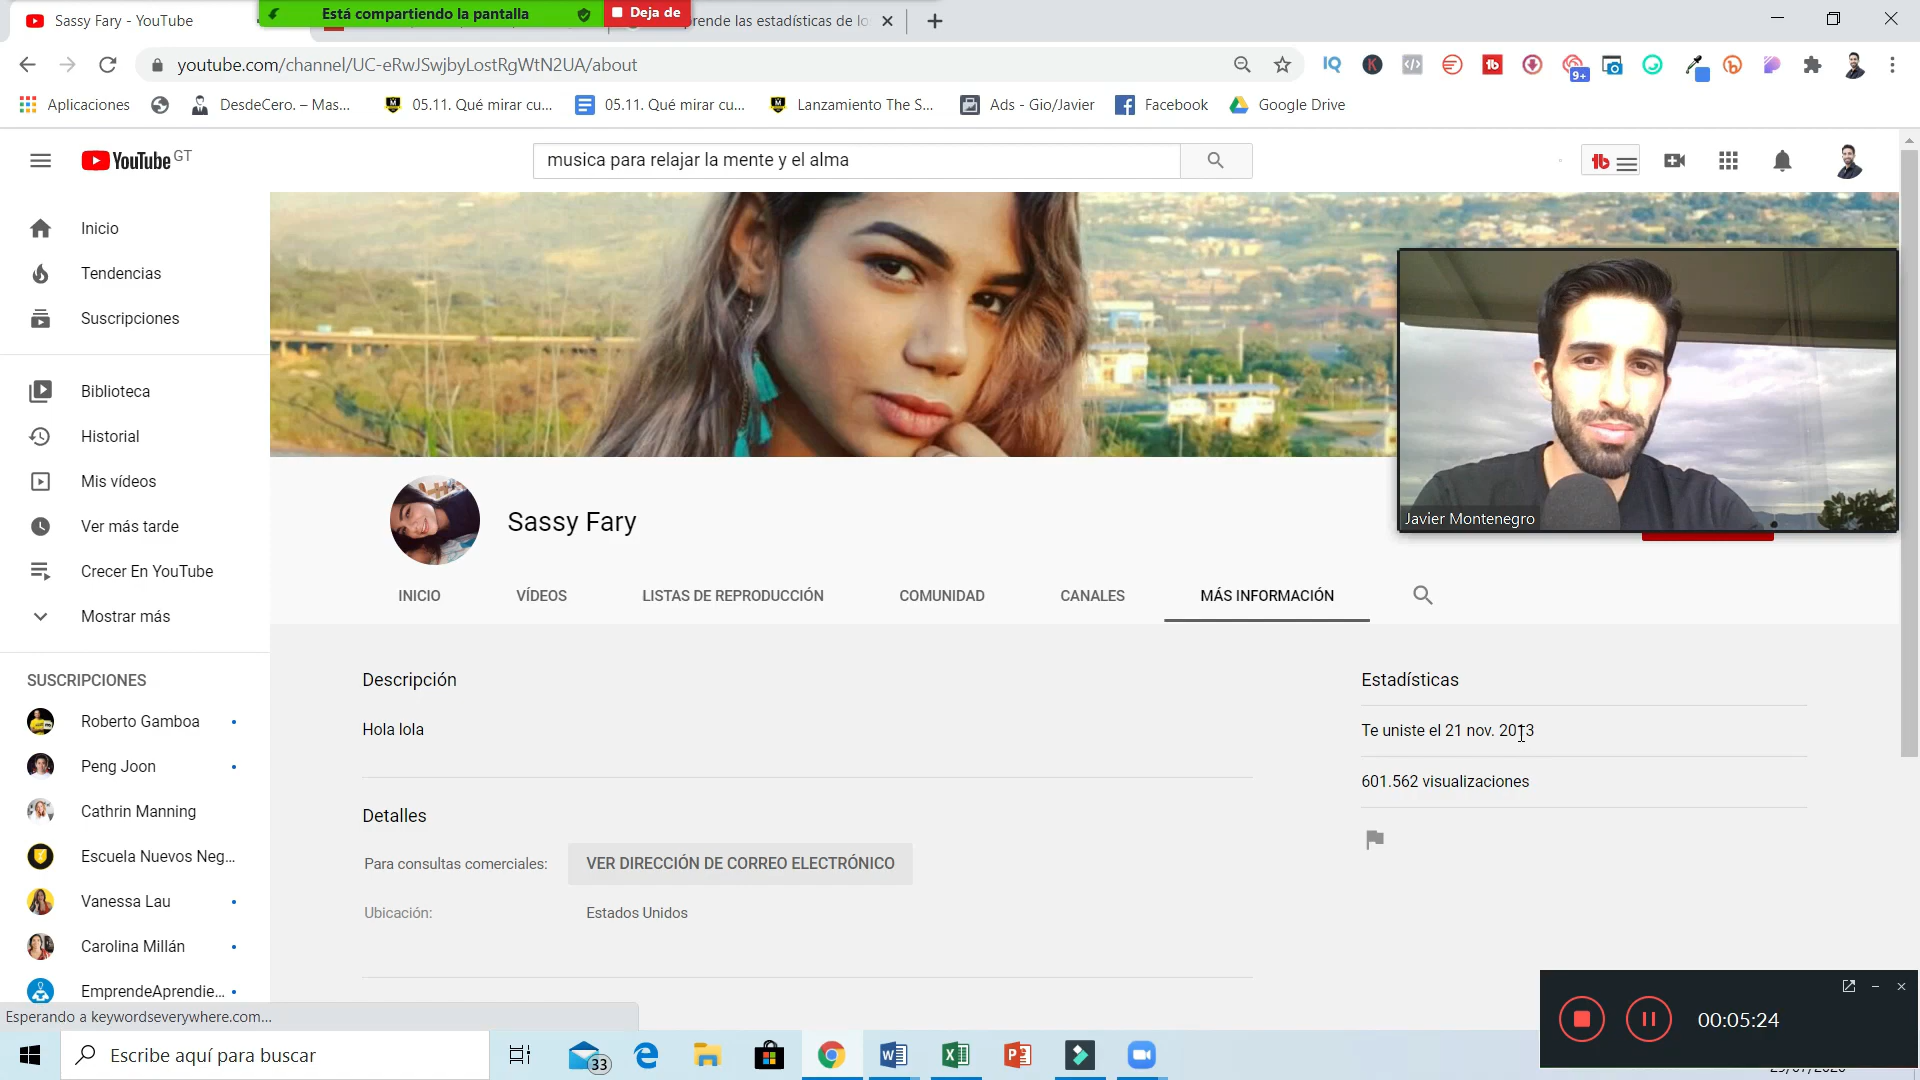 Sassy Fary - YouTube
Está compartiendo la pantalla
Deja de
rende las estadísticas de lo
youtube.com/channel/UC-eRwJSwjbyLostRgWtN2UA/about
9+
Aplicaciones
DesdeCero. – Mas...
05.11. Qué mirar cu...
05.11. Qué mirar cu...
Lanzamiento The S...
Ads - Gio/Javier
Facebook
Google Drive
YouTube GT
musica para relajar la mente y el alma
Inicio
Tendencias
Suscripciones
Biblioteca
Historial
Mis vídeos
Ver más tarde
Crecer En YouTube
Mostrar más
SUSCRIPCIONES
Roberto Gamboa
Peng Joon
Cathrin Manning
Escuela Nuevos Neg...
Vanessa Lau
Carolina Millán
EmprendeAprendie...
Javier Montenegro
Sassy Fary
INICIO
VÍDEOS
LISTAS DE REPRODUCCIÓN
COMUNIDAD
CANALES
MÁS INFORMACIÓN
Descripción
Hola lola
Detalles
Para consultas comerciales:
VER DIRECCIÓN DE CORREO ELECTRÓNICO
Ubicación:
Estados Unidos
Estadísticas
Te uniste el 21 nov. 2013
601.562 visualizaciones
Esperando a keywordseverywhere.com...
00:05:24
Escribe aquí para buscar
33